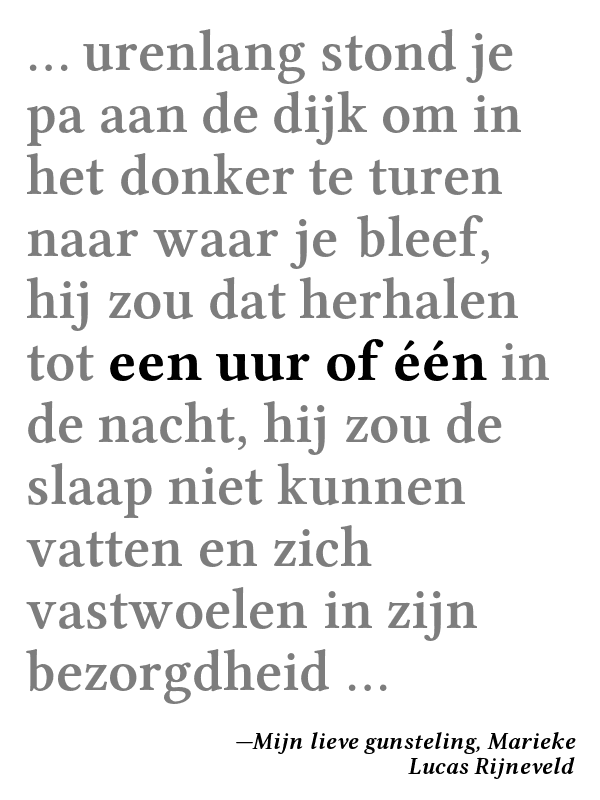 … urenlang stond je
pa aan de dijk om in
het donker te turen
naar waar je bleef,
hij zou dat herhalen
tot een uur of één in
de nacht, hij zou de
slaap niet kunnen
vatten en zich
vastwoelen in zijn
bezorgdheid …
—Mijn lieve gunsteling, Marieke
Lucas Rijneveld